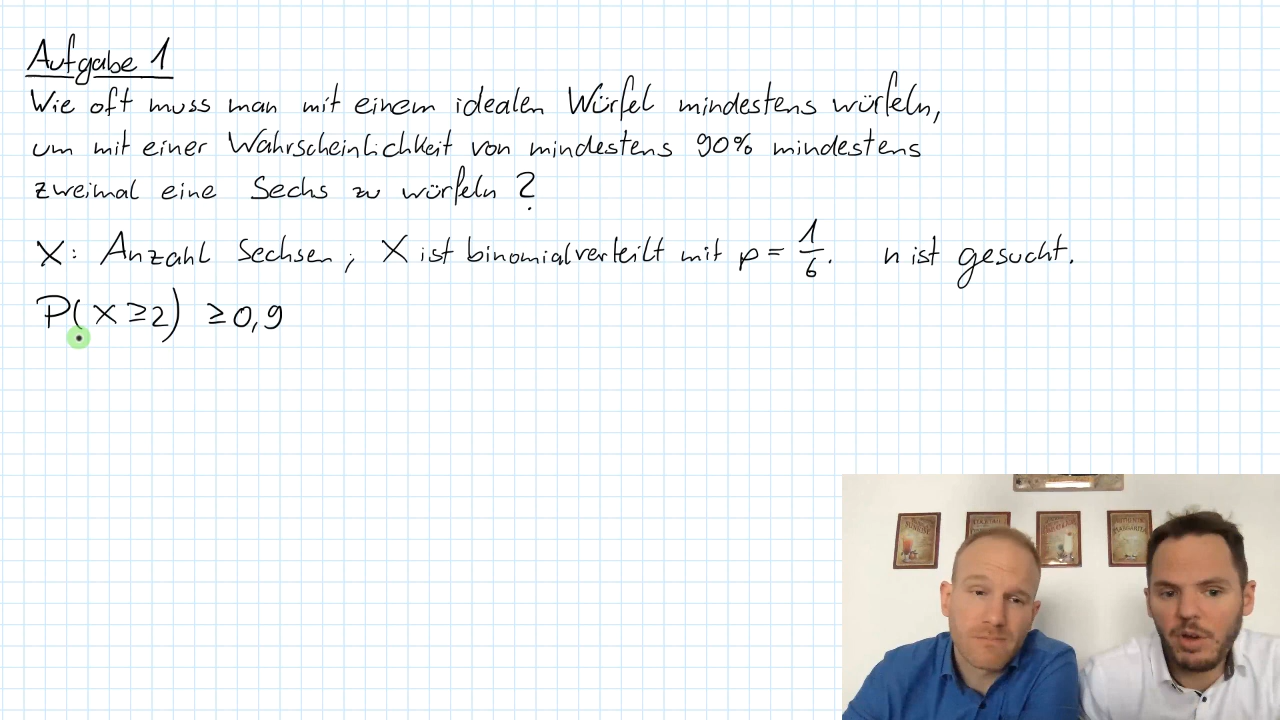 Aufgabe 1
Wie oft muss man mit einem idealen Würfel mindestens würfeln,
um mit einer Wahrscheinlichkeit von mindestens 90% mindestens
zweimal eine Sechs zu würfeln?
X: Anzahl Sechsen; X ist binomialverteilt mit p = 1/6. n ist gesucht.
P(X ≥ 2) ≥ 0,9